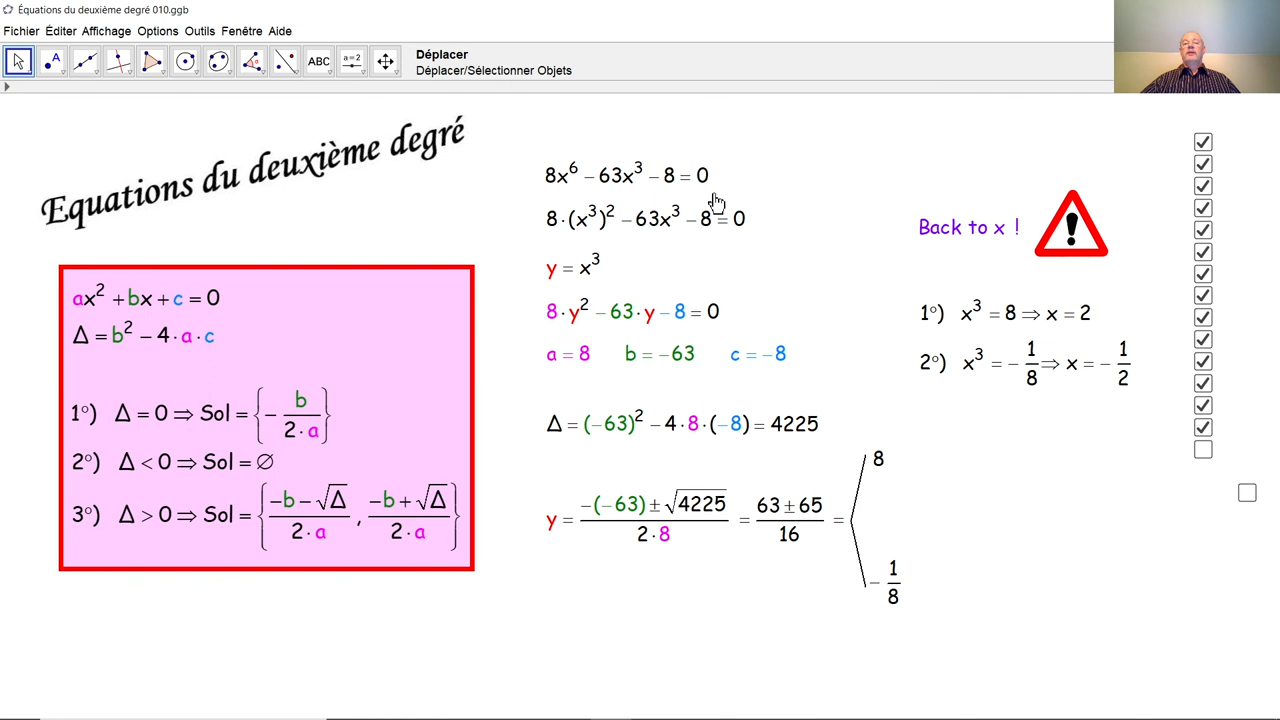 Équations du deuxième degré 010.ggb
Fichier Éditer Affichage Options Outils Fenêtre Aide
A ABC a=2 Déplacer
Déplacer/Sélectionner Objets
Equations du deuxième degré
ax² + bx + c = 0
Δ = b² − 4 · a · c
1°) Δ = 0 ⇒ Sol = {− b / (2 · a)}
2°) Δ < 0 ⇒ Sol = ∅
3°) Δ > 0 ⇒ Sol = {(−b − √Δ) / (2 · a) , (−b + √Δ) / (2 · a)}
8x⁶ − 63x³ − 8 = 0
8 · (x³)² − 63x³ − 8 = 0
y = x³
8 · y² − 63 · y − 8 = 0
a = 8 b = −63 c = −8
Δ = (−63)² − 4 · 8 · (−8) = 4225
y = (−(−63) ± √4225) / (2 · 8) = (63 ± 65) / 16 =
8
− 1/8
Back to x !
1°) x³ = 8 ⇒ x = 2
2°) x³ = − 1/8 ⇒ x = − 1/2